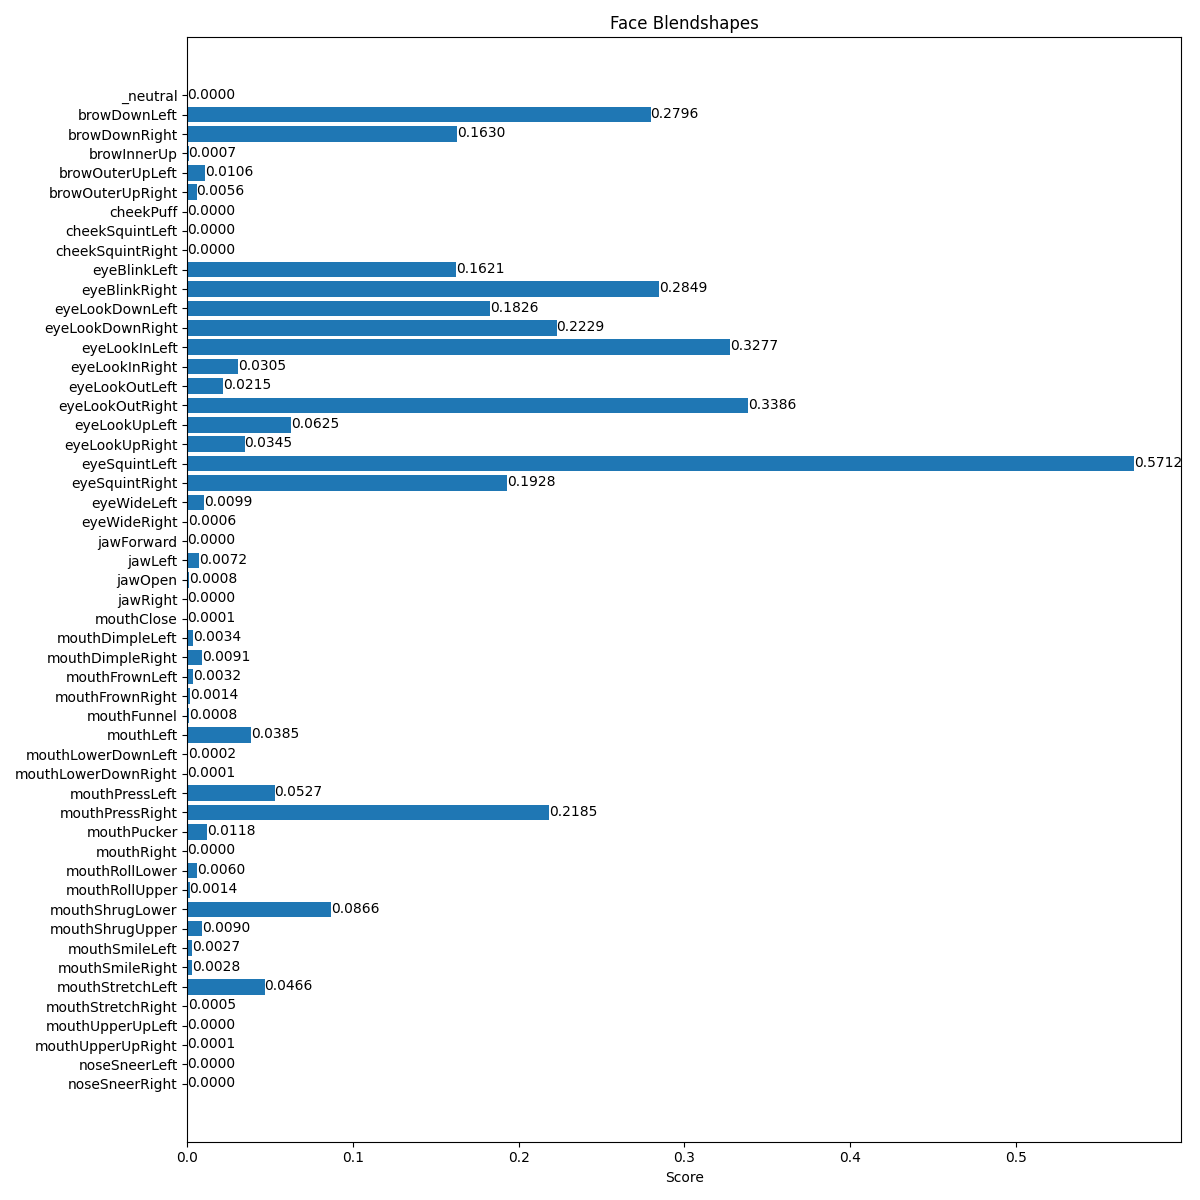 Face Blendshapes
_neutral 0.0000
browDownLeft 0.2796
browDownRight 0.1630
browInnerUp 0.0007
browOuterUpLeft 0.0106
browOuterUpRight 0.0056
cheekPuff 0.0000
cheekSquintLeft 0.0000
cheekSquintRight 0.0000
eyeBlinkLeft 0.1621
eyeBlinkRight 0.2849
eyeLookDownLeft 0.1826
eyeLookDownRight 0.2229
eyeLookInLeft 0.3277
eyeLookInRight 0.0305
eyeLookOutLeft 0.0215
eyeLookOutRight 0.3386
eyeLookUpLeft 0.0625
eyeLookUpRight 0.0345
eyeSquintLeft 0.5712
eyeSquintRight 0.1928
eyeWideLeft 0.0099
eyeWideRight 0.0006
jawForward 0.0000
jawLeft 0.0072
jawOpen 0.0008
jawRight 0.0000
mouthClose 0.0001
mouthDimpleLeft 0.0034
mouthDimpleRight 0.0091
mouthFrownLeft 0.0032
mouthFrownRight 0.0014
mouthFunnel 0.0008
mouthLeft 0.0385
mouthLowerDownLeft 0.0002
mouthLowerDownRight 0.0001
mouthPressLeft 0.0527
mouthPressRight 0.2185
mouthPucker 0.0118
mouthRight 0.0000
mouthRollLower 0.0060
mouthRollUpper 0.0014
mouthShrugLower 0.0866
mouthShrugUpper 0.0090
mouthSmileLeft 0.0027
mouthSmileRight 0.0028
mouthStretchLeft 0.0466
mouthStretchRight 0.0005
mouthUpperUpLeft 0.0000
mouthUpperUpRight 0.0001
noseSneerLeft 0.0000
noseSneerRight 0.0000
0.0 0.1 0.2 0.3 0.4 0.5
Score